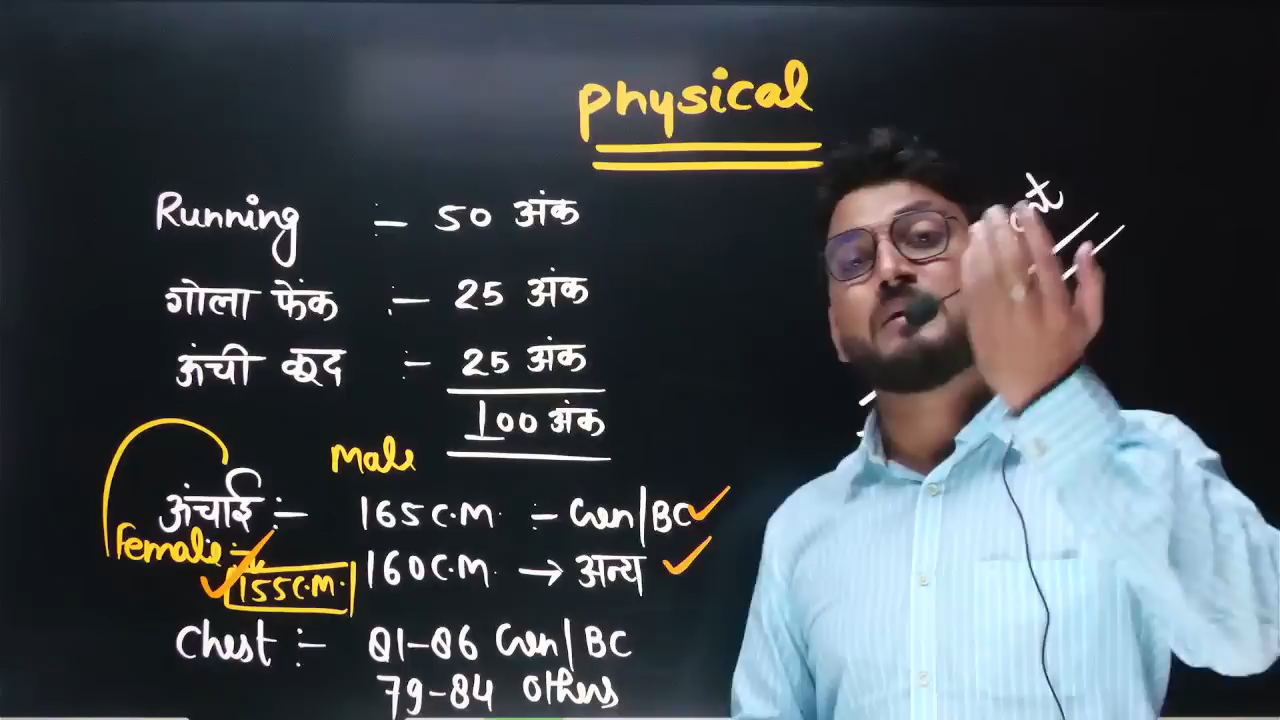 physical
Running :- 50 अंक
गोला फेंक :- 25 अंक
ऊंची कूद :- 25 अंक
100 अंक
Male
ऊंचाई :- 165 C.M. :- Gen/BC
Female :-
155 C.M. 160 C.M. → अन्य
Chest :- 81-86 Gen/BC
79-84 Others